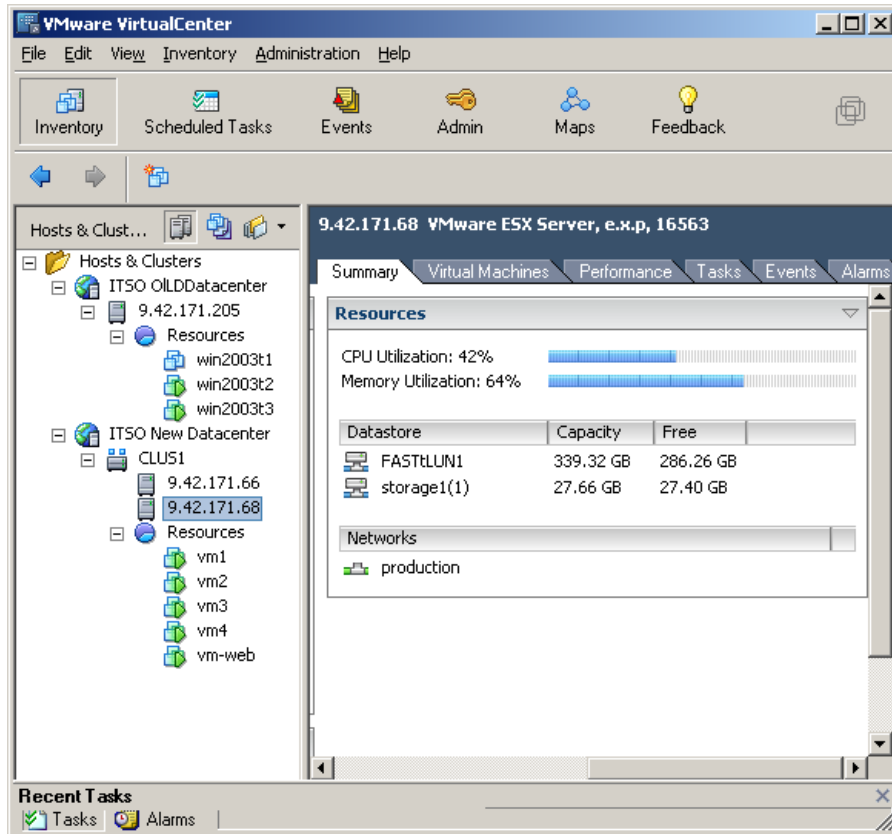 VMware VirtualCenter
File Edit View Inventory Administration Help
Inventory Scheduled Tasks Events Admin Maps Feedback
Hosts & Clust...
Hosts & Clusters
ITSO OlLDDatacenter
9.42.171.205
Resources
win2003t1
win2003t2
win2003t3
ITSO New Datacenter
CLUS1
9.42.171.66
9.42.171.68
Resources
vm1
vm2
vm3
vm4
vm-web
9.42.171.68 VMware ESX Server, e.x.p, 16563
Summary Virtual Machines Performance Tasks Events Alarms
Resources
CPU Utilization: 42%
Memory Utilization: 64%
Datastore Capacity Free
FASTtLUN1 339.32 GB 286.26 GB
storage1(1) 27.66 GB 27.40 GB
Networks
production
Recent Tasks
Tasks Alarms